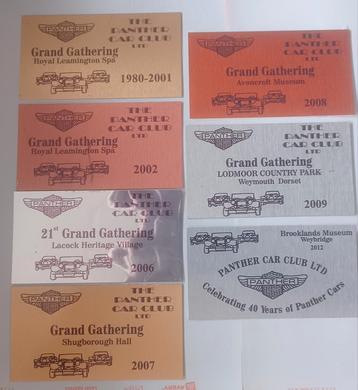 PANTHER
THE
PANTHER
CAR CLUB
LTD
Grand Gathering
Royal Leamington Spa
1980-2001
PANTHER
THE
PANTHER
CAR CLUB
LTD
Grand Gathering
Royal Leamington Spa
2002
PANTHER
THE
PANTHER
CAR CLUB
LTD
21st Grand Gathering
Lacock Heritage Village
2006
PANTHER
THE
PANTHER
CAR CLUB
LTD
Grand Gathering
Shugborough Hall
2007
PANTHER
THE
PANTHER
CAR CLUB
LTD
Grand Gathering
Avoncroft Museum
2008
PANTHER
THE
PANTHER
CAR CLUB
LTD
Grand Gathering
LODMOOR COUNTRY PARK
Weymouth Dorset
2009
Brooklands Museum
Weybridge
2012
PANTHER CAR CLUB LTD
PANTHER
Celebrating 40 Years of Panther Cars